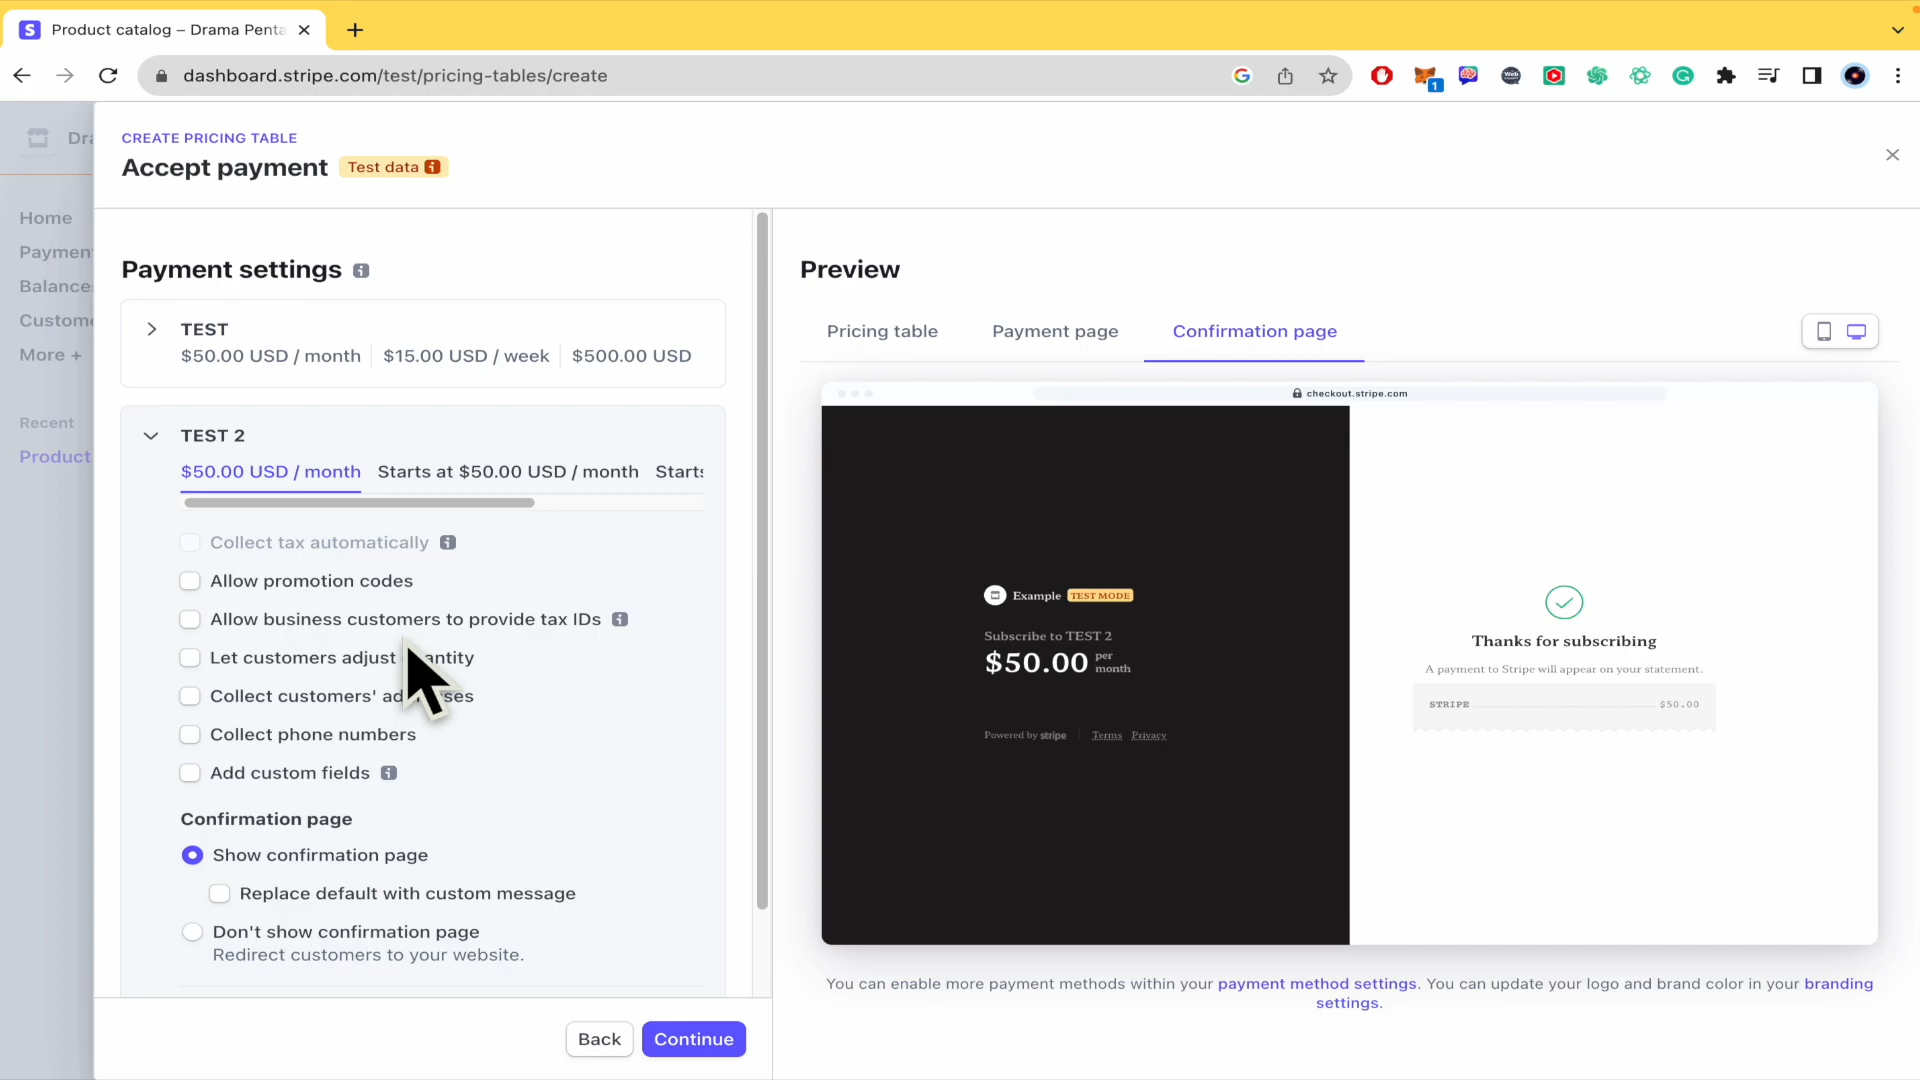 Product catalog – Drama Penta
dashboard.stripe.com/test/pricing-tables/create
1
CREATE PRICING TABLE
Accept payment
Test data
Home
Payment
Balance
Custome
More +
Recent
Product
Payment settings
TEST
$50.00 USD / month
$15.00 USD / week
$500.00 USD
TEST 2
$50.00 USD / month
Starts at $50.00 USD / month
Starts
Collect tax automatically
Allow promotion codes
Allow business customers to provide tax IDs
Let customers adjust antity
Collect customers' ad ses
Collect phone numbers
Add custom fields
Confirmation page
Show confirmation page
Replace default with custom message
Don't show confirmation page
Redirect customers to your website.
Back
Continue
Preview
Pricing table
Payment page
Confirmation page
checkout.stripe.com
Example TEST MODE
Subscribe to TEST 2
$50.00 per month
Powered by stripe
Terms
Privacy
Thanks for subscribing
A payment to Stripe will appear on your statement.
STRIPE $50.00
You can enable more payment methods within your payment method settings. You can update your logo and brand color in your branding
settings.